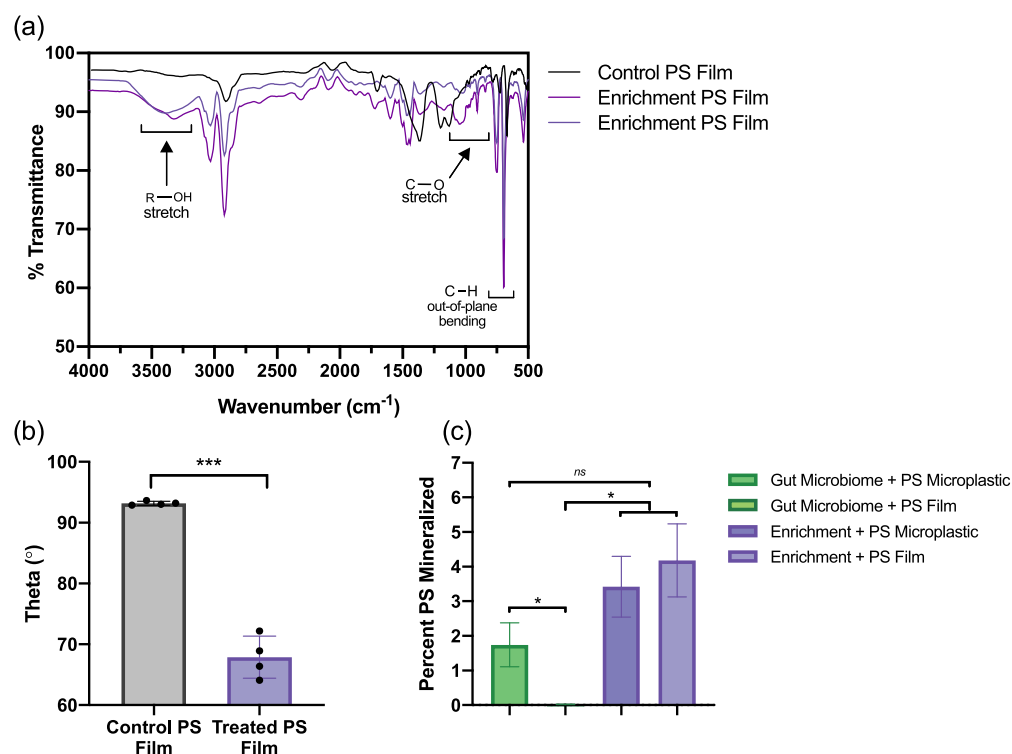 (a)
100
90
80
70
60
50
% Transmittance
4000 3500 3000 2500 2000 1500 1000 500
Wavenumber (cm⁻¹)
R—OH
stretch
C—O
stretch
C–H
out-of-plane
bending
Control PS Film
Enrichment PS Film
Enrichment PS Film
(b)
100
90
80
70
60
Theta (°)
***
Control PS
Film
Treated PS
Film
(c)
7
6
5
4
3
2
1
0
Percent PS Mineralized
ns
*
*
Gut Microbiome + PS Microplastic
Gut Microbiome + PS Film
Enrichment + PS Microplastic
Enrichment + PS Film